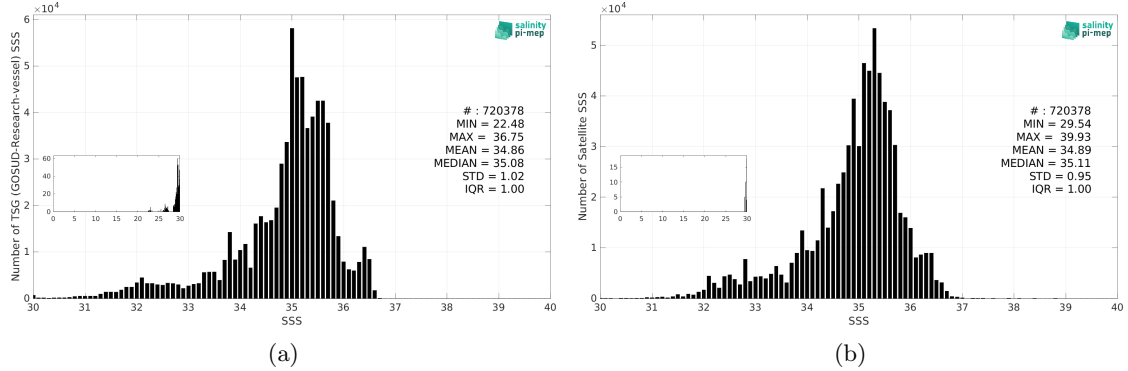 ×10⁴
6
5
4
3
2
1
0
Number of TSG (GOSUD-Research-vessel) SSS
salinity
pi-mep
# : 720378
MIN = 22.48
MAX = 36.75
MEAN = 34.86
MEDIAN = 35.08
STD = 1.02
IQR = 1.00
60
40
20
0
0 5 10 15 20 25 30
30 31 32 33 34 35 36 37 38 39 40
SSS
(a)
×10⁴
5
4
3
2
1
0
Number of Satellite SSS
salinity
pi-mep
# : 720378
MIN = 29.54
MAX = 39.93
MEAN = 34.89
MEDIAN = 35.11
STD = 0.95
IQR = 1.00
15
10
5
0
0 5 10 15 20 25 30
30 31 32 33 34 35 36 37 38 39 40
SSS
(b)